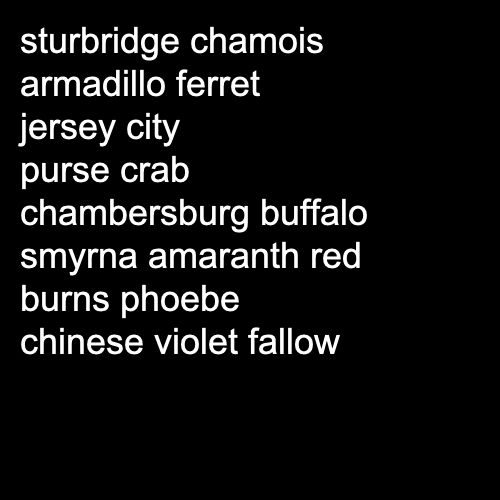 sturbridge chamois
armadillo ferret
jersey city
purse crab
chambersburg buffalo
smyrna amaranth red
burns phoebe
chinese violet fallow